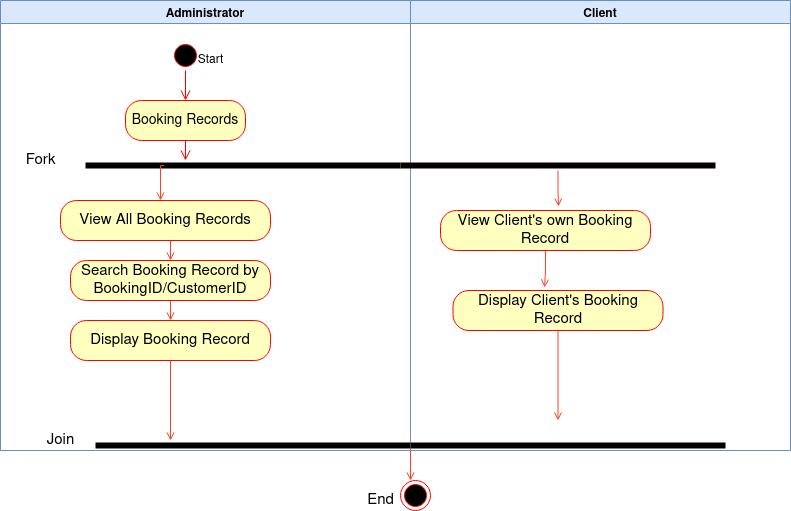 Administrator
Client
Start
Booking Records
Fork
View All Booking Records
View Client's own Booking
Record
Search Booking Record by
BookingID/CustomerID
Display Client's Booking
Record
Display Booking Record
Join
End